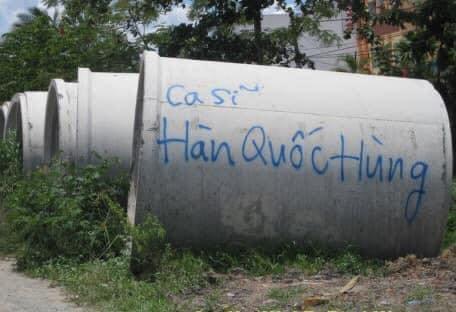 Ca sĩ
Hàn Quốc Hùng